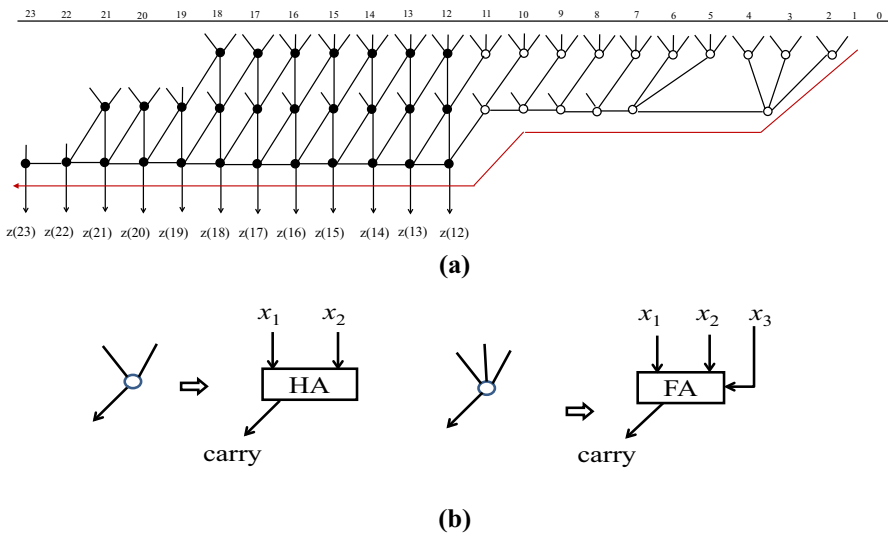 23 22 21 20 19 18 17 16 15 14 13 12 11 10 9 8 7 6 5 4 3 2 1 0
z(23) z(22) z(21) z(20) z(19) z(18) z(17) z(16) z(15) z(14) z(13) z(12)
(a)
x1 x2 x1 x2 x3
HA FA
carry carry
(b)